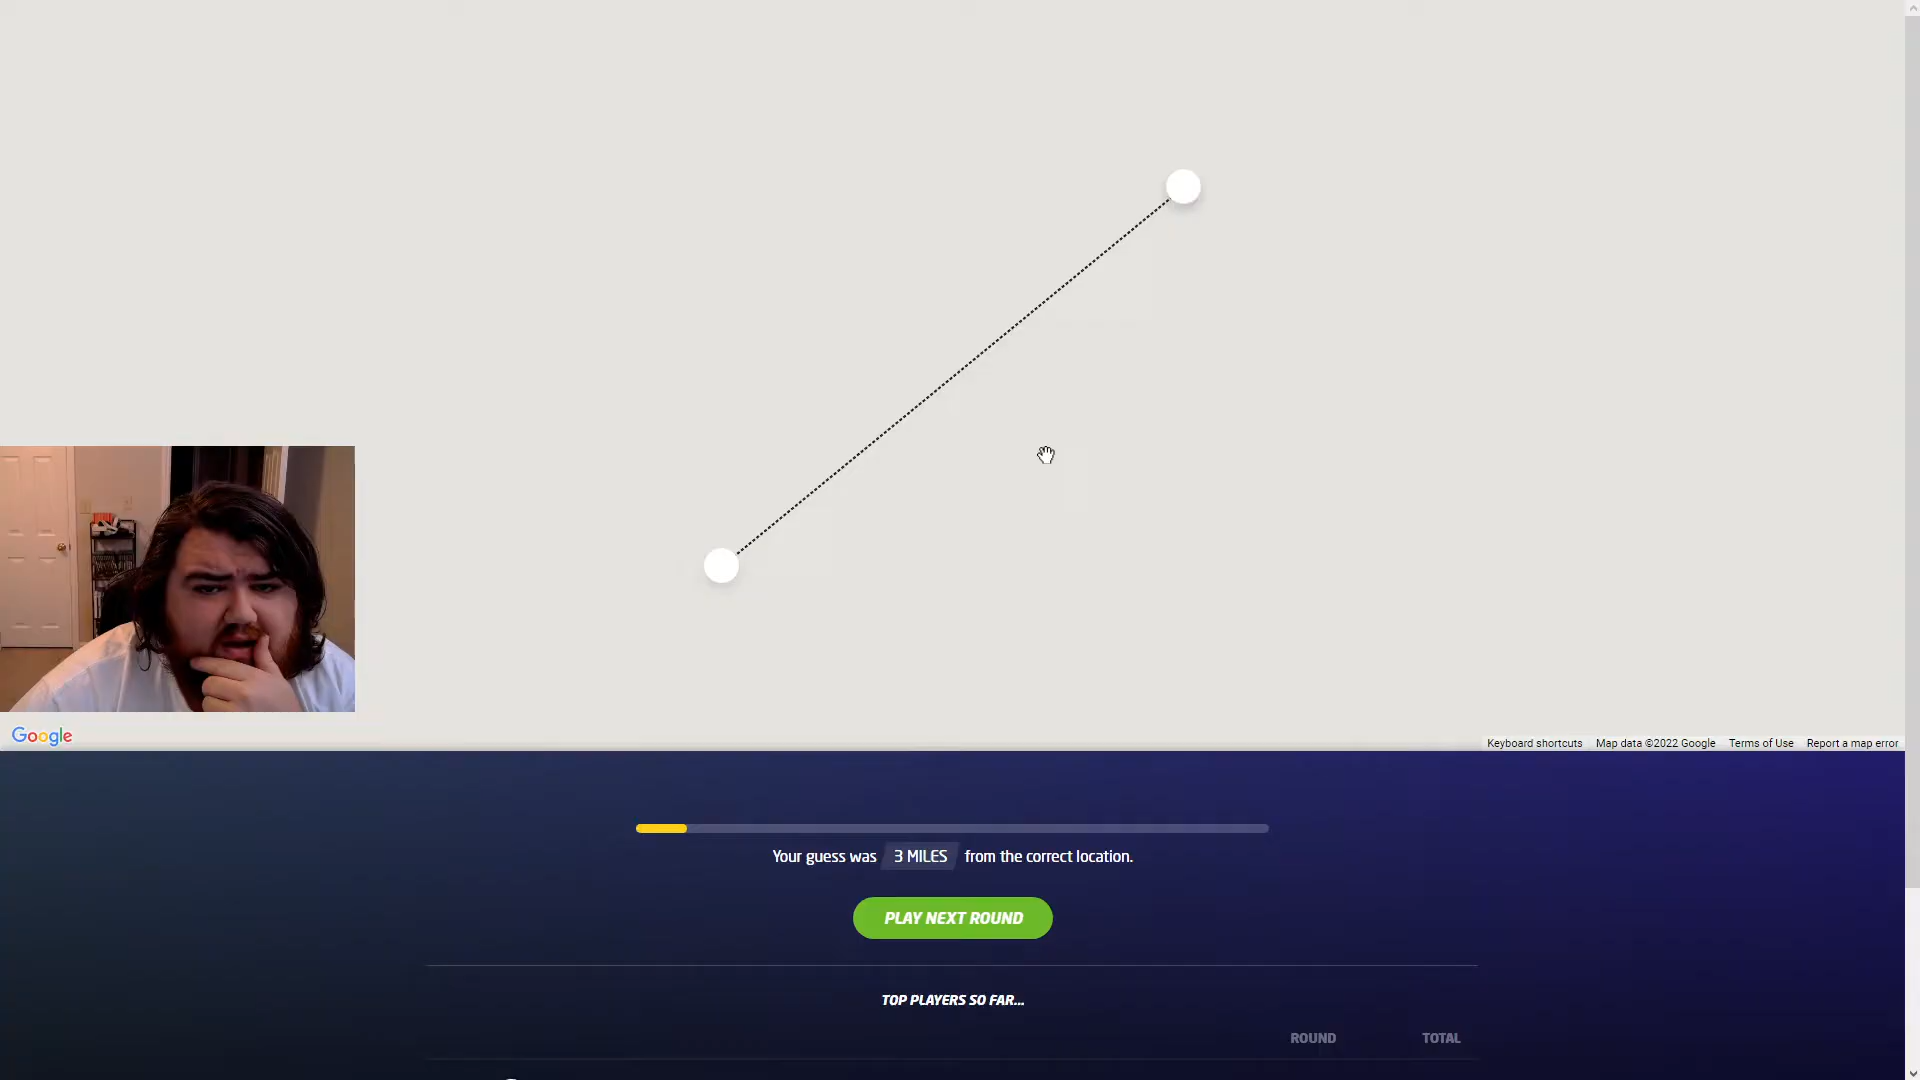 Google
Keyboard shortcuts Map data ©2022 Google Terms of Use Report a map error
Your guess was 3 MILES from the correct location.
PLAY NEXT ROUND
TOP PLAYERS SO FAR...
ROUND TOTAL